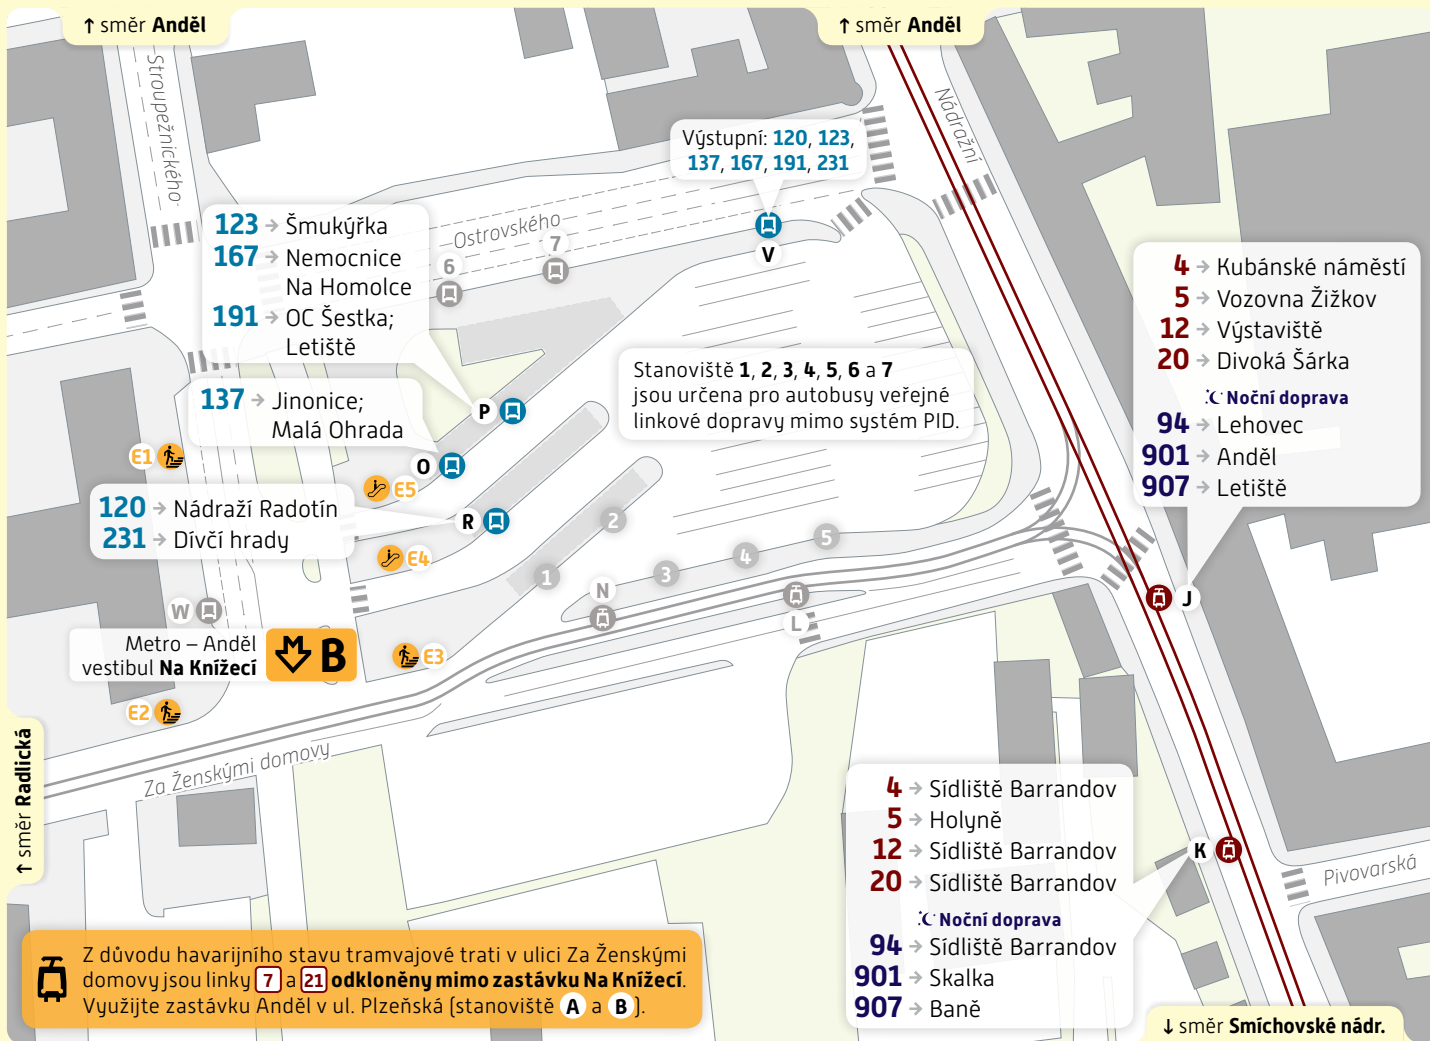 ↑ směr Anděl
↑ směr Anděl
Stroupežnického
Nádražní
Výstupní: 120, 123,
137, 167, 191, 231
V
Ostrovského
6
7
123 → Šmukýřka
167 → Nemocnice
Na Homolce
191 → OC Šestka;
Letiště
P
137 → Jinonice;
Malá Ohrada
O
E1
E5
120 → Nádraží Radotín
231 → Dívčí hrady
R
E4
Stanoviště 1, 2, 3, 4, 5, 6 a 7
jsou určena pro autobusy veřejné
linkové dopravy mimo systém PID.
4 → Kubánské náměstí
5 → Vozovna Žižkov
12 → Výstaviště
20 → Divoká Šárka
Noční doprava
94 → Lehovec
901 → Anděl
907 → Letiště
J
1
2
3
4
5
N
L
W
Metro – Anděl
vestibul Na Knížecí
M B
E3
E2
↑ směr Radlická
Za Ženskými domovy
4 → Sídliště Barrandov
5 → Holyně
12 → Sídliště Barrandov
20 → Sídliště Barrandov
Noční doprava
94 → Sídliště Barrandov
901 → Skalka
907 → Baně
K
Pivovarská
Z důvodu havarijního stavu tramvajové trati v ulici Za Ženskými
domovy jsou linky 7 a 21 odkloněny mimo zastávku Na Knížecí.
Využijte zastávku Anděl v ul. Plzeňská (stanoviště A a B).
↓ směr Smíchovské nádr.